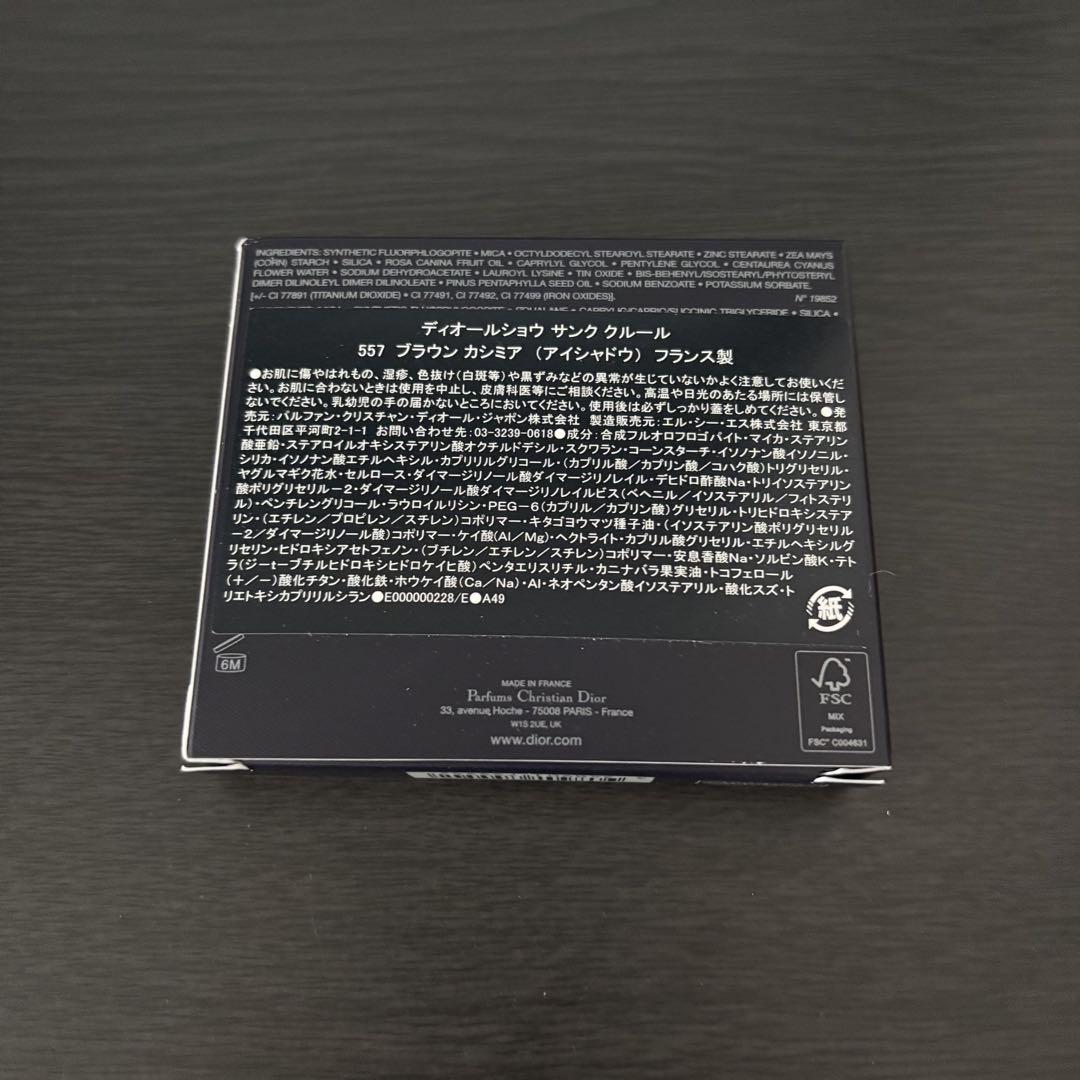 INGREDIENTS: SYNTHETIC FLUORPHLOGOPITE • MICA • OCTYLDODECYL STEAROYL STEARATE • ZINC STEARATE • ZEA MAYS
(CORN) STARCH • SILICA • ROSA CANINA FRUIT OIL • CAPRYLYL GLYCOL • PENTYLENE GLYCOL • CENTAUREA CYANUS
FLOWER WATER • SODIUM DEHYDROACETATE • LAUROYL LYSINE • TIN OXIDE • BIS-BEHENYL/ISOSTEARYL/PHYTOSTERYL
DIMER DILINOLEYL DIMER DILINOLEATE • PINUS PENTAPHYLLA SEED OIL • SODIUM BENZOATE • POTASSIUM SORBATE.
[+/- CI 77891 (TITANIUM DIOXIDE) • CI 77491, CI 77492, CI 77499 (IRON OXIDES)]. N° 19852
CAPRYLIC/CAPRIC/SUCCINIC TRIGLYCERIDE • SILICA •
ディオールショウ サンク クルール
557 ブラウン カシミア （アイシャドウ） フランス製
●お肌に傷やはれもの、湿疹、色抜け(白斑等)や黒ずみなどの異常が生じていないかよく注意してお使いくだ
さい。お肌に合わないときは使用を中止し、皮膚科医等にご相談ください。高温や日光のあたる場所には保管し
ないでください。乳幼児の手の届かないところにおいてください。使用後は必ずしっかり蓋をしめてください。●発
売元：パルファン・クリスチャン・ディオール・ジャポン株式会社 製造販売元：エル・シー・エス株式会社 東京都
千代田区平河町2-1-1 お問い合わせ先：03-3239-0618●成分：合成フルオロフロゴパイト・マイカ・ステアリン
酸亜鉛・ステアロイルオキシステアリン酸オクチルドデシル・スクワラン・コーンスターチ・イソノナン酸イソノニル・
シリカ・イソノナン酸エチルヘキシル・カプリリルグリコール・（カプリル酸／カプリン酸／コハク酸）トリグリセリル・
ヤグルマギク花水・セルロース・ダイマージリノール酸ダイマージリノレイル・デヒドロ酢酸Na・トリイソステアリン
酸ポリグリセリル－2・ダイマージリノール酸ダイマージリノレイルビス（ベヘニル／イソステアリル／フィトステリ
ル）・ペンチレングリコール・ラウロイルリシン・PEG－6（カプリル／カプリン酸）グリセリル・トリヒドロキシステア
リン・（エチレン／プロピレン／スチレン）コポリマー・キタゴヨウマツ種子油・（イソステアリン酸ポリグリセリル
－2／ダイマージリノール酸）コポリマー・ケイ酸（Al／Mg）・ヘクトライト・カプリル酸グリセリル・エチルヘキシルグ
リセリン・ヒドロキシアセトフェノン・（ブチレン／エチレン／スチレン）コポリマー・安息香酸Na・ソルビン酸K・テト
ラ（ジーt－ブチルヒドロキシヒドロケイヒ酸）ペンタエリスリチル・カニナバラ果実油・トコフェロール
（＋／－）酸化チタン・酸化鉄・ホウケイ酸（Ca／Na）・Al・ネオペンタン酸イソステアリル・酸化スズ・ト
リエトキシカプリリルシラン●E000000228/E●A49
紙
6M
MADE IN FRANCE
Parfums Christian Dior
33, avenue Hoche - 75008 PARIS - France
W1S 2UE, UK
www.dior.com
FSC
MIX
Packaging
FSC™ C004631